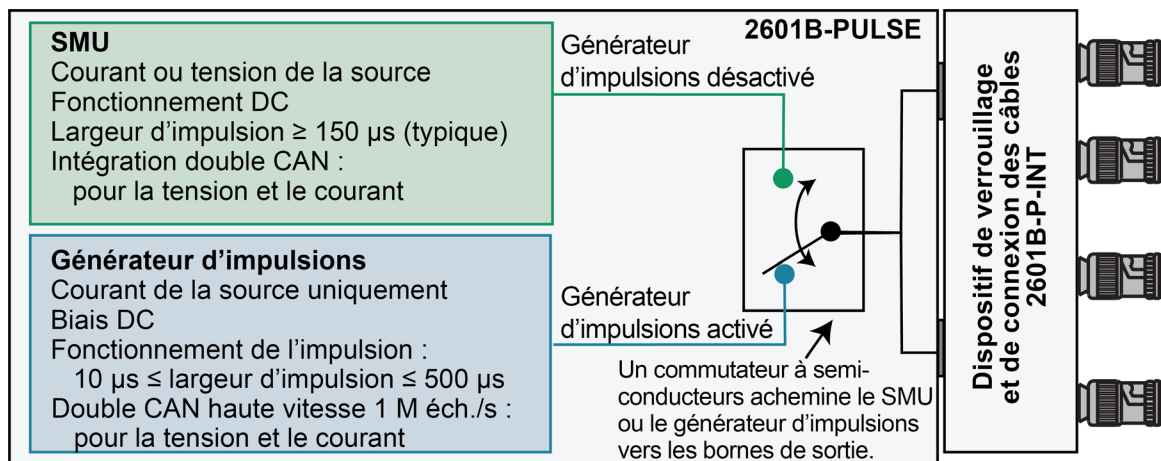 SMU
Courant ou tension de la source
Fonctionnement DC
Largeur d'impulsion ≥ 150 µs (typique)
Intégration double CAN :
pour la tension et le courant
Générateur d'impulsions
Courant de la source uniquement
Biais DC
Fonctionnement de l'impulsion :
10 µs ≤ largeur d'impulsion ≤ 500 µs
Double CAN haute vitesse 1 M éch./s :
pour la tension et le courant
Générateur
d'impulsions désactivé
Générateur
d'impulsions activé
2601B-PULSE
Un commutateur à semi-
conducteurs achemine le SMU
ou le générateur d'impulsions
vers les bornes de sortie.
Dispositif de verrouillage
et de connexion des câbles
2601B-P-INT